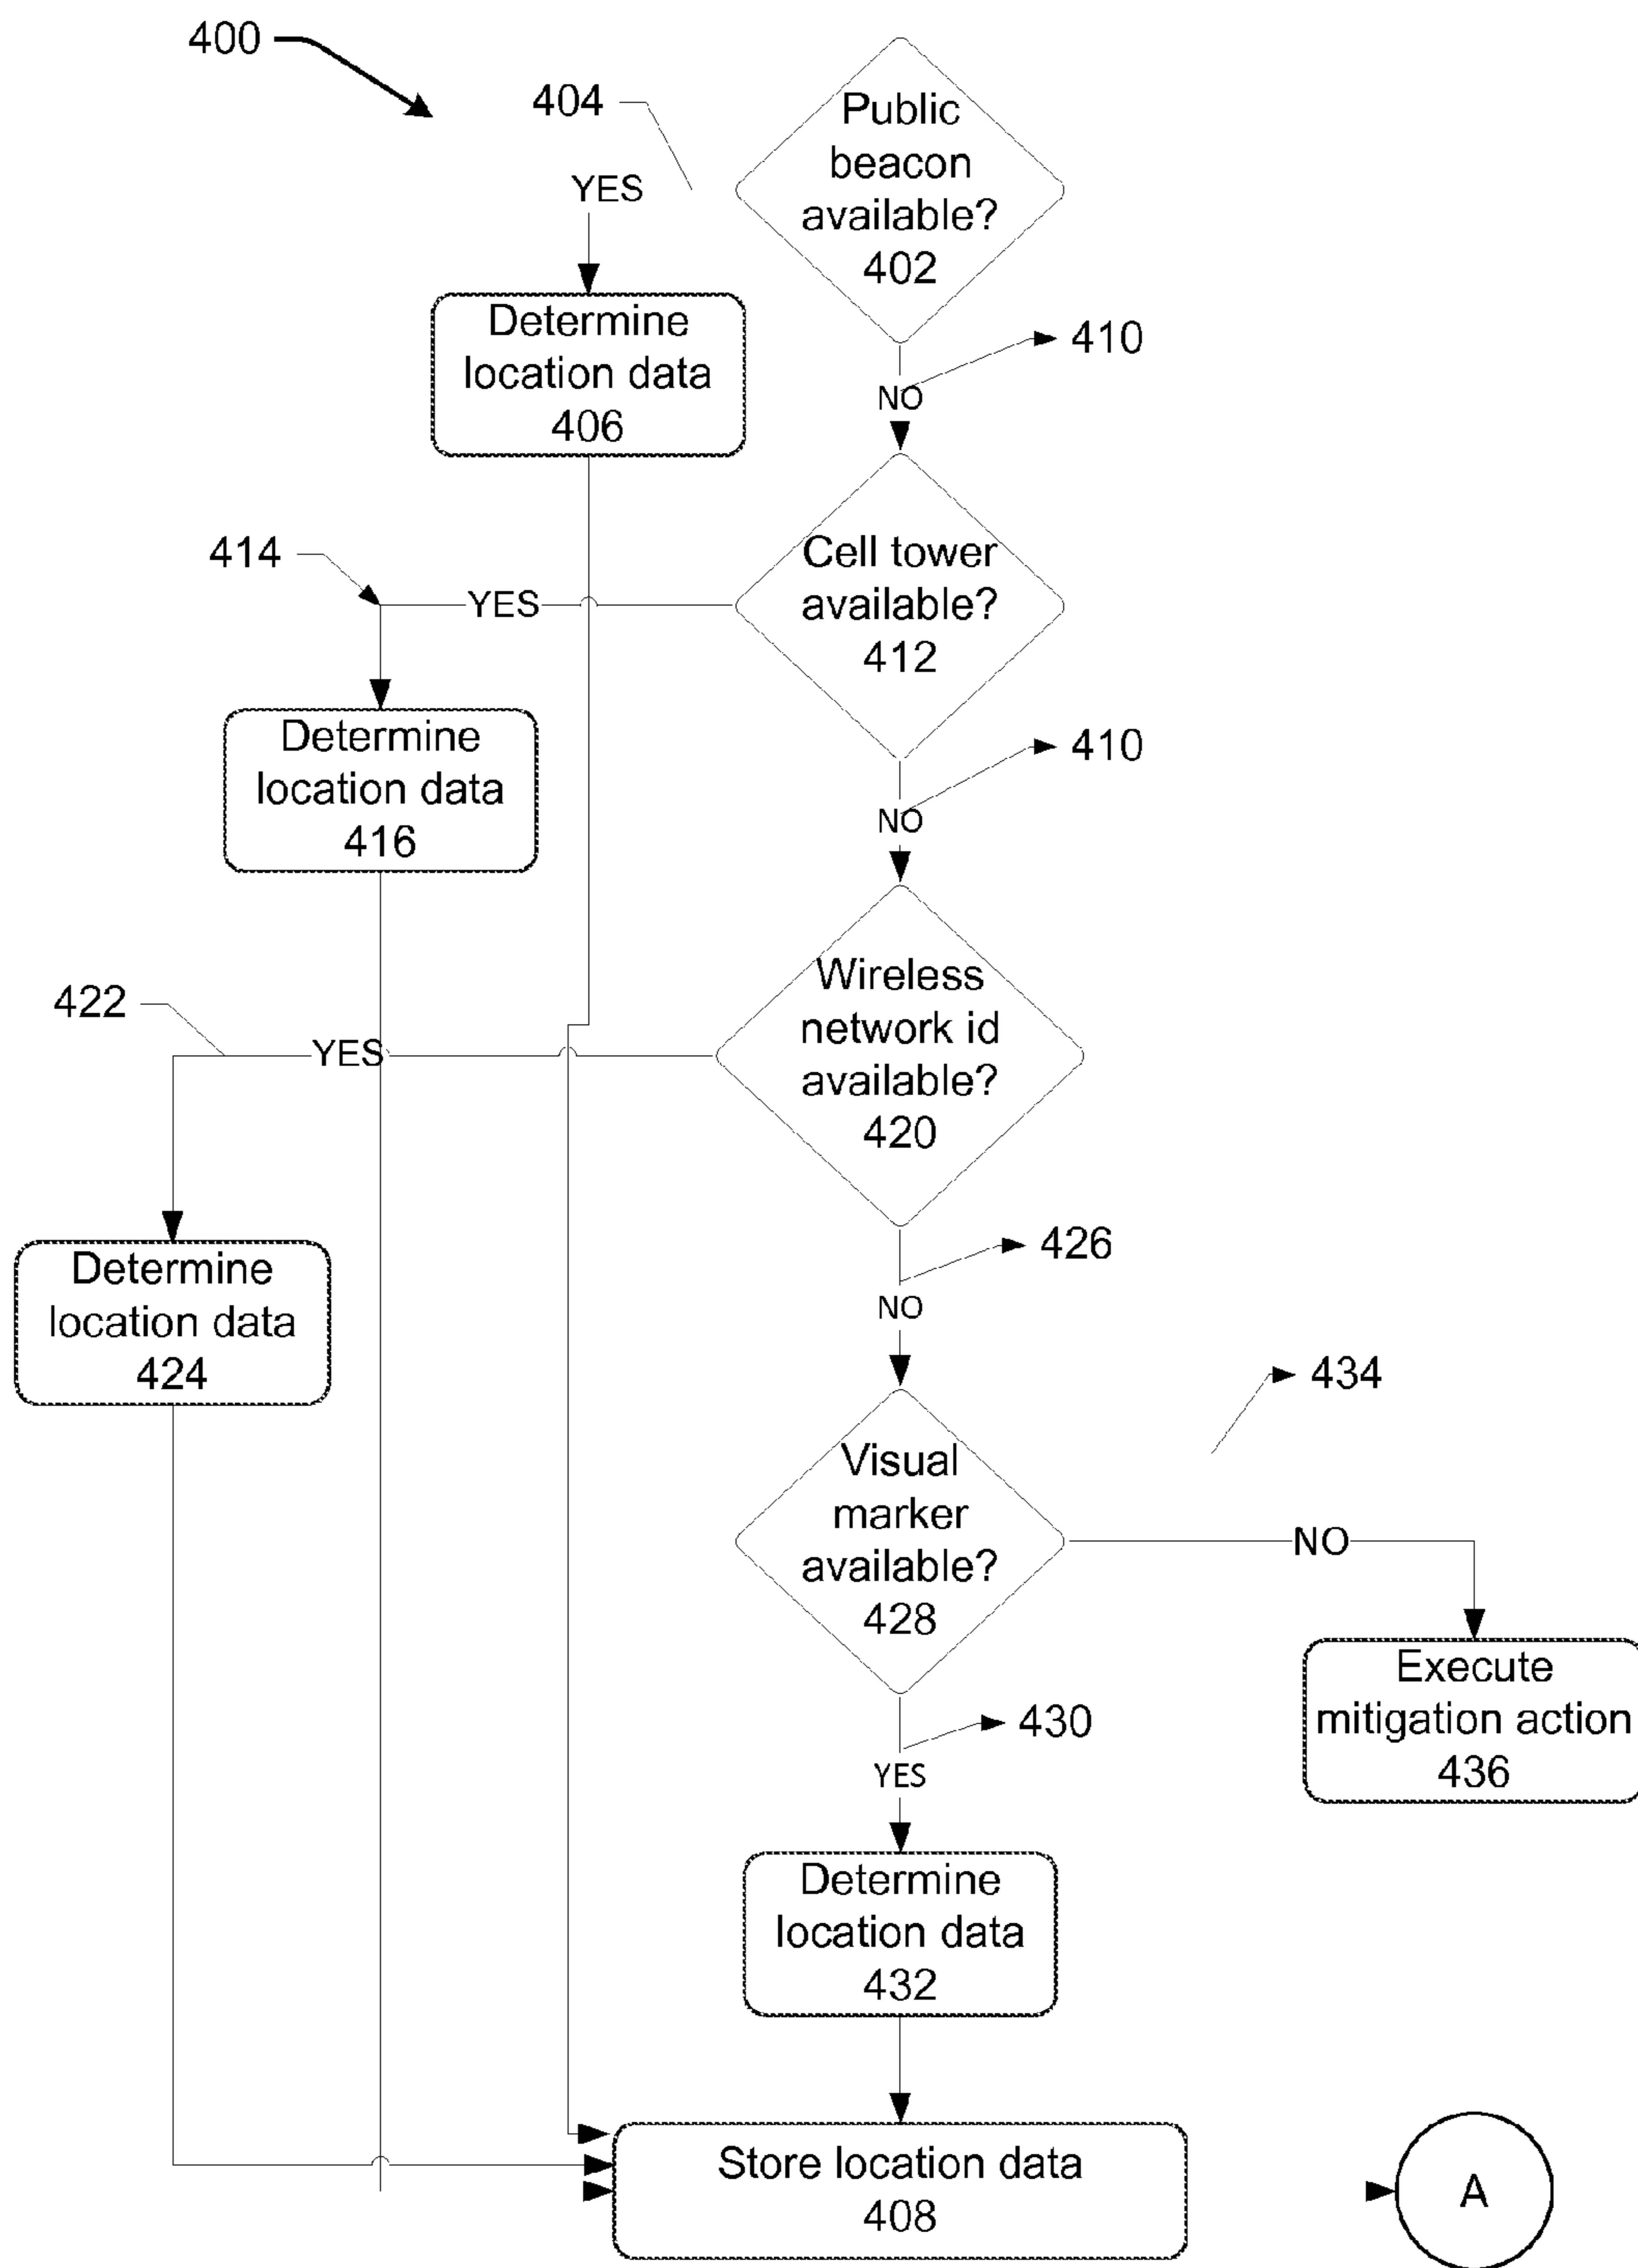 400
404
Public
beacon
available?
402
YES
Determine
location data
406
410
NO
Cell tower
available?
412
414
YES
Determine
location data
416
410
NO
Wireless
network id
available?
420
422
YES
Determine
location data
424
426
NO
Visual
marker
available?
428
434
NO
Execute
mitigation action
436
430
YES
Determine
location data
432
Store location data
408
A